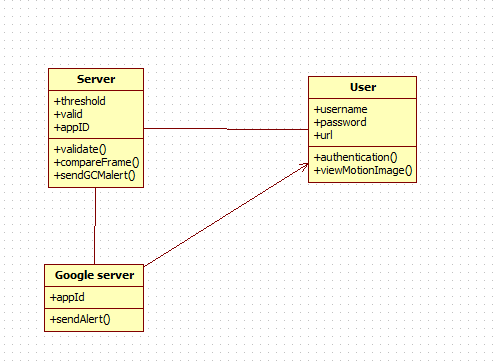 Server
+threshold
+valid
+appID
+validate()
+compareFrame()
+sendGCMalert()
User
+username
+password
+url
+authentication()
+viewMotionImage()
Google server
+appId
+sendAlert()